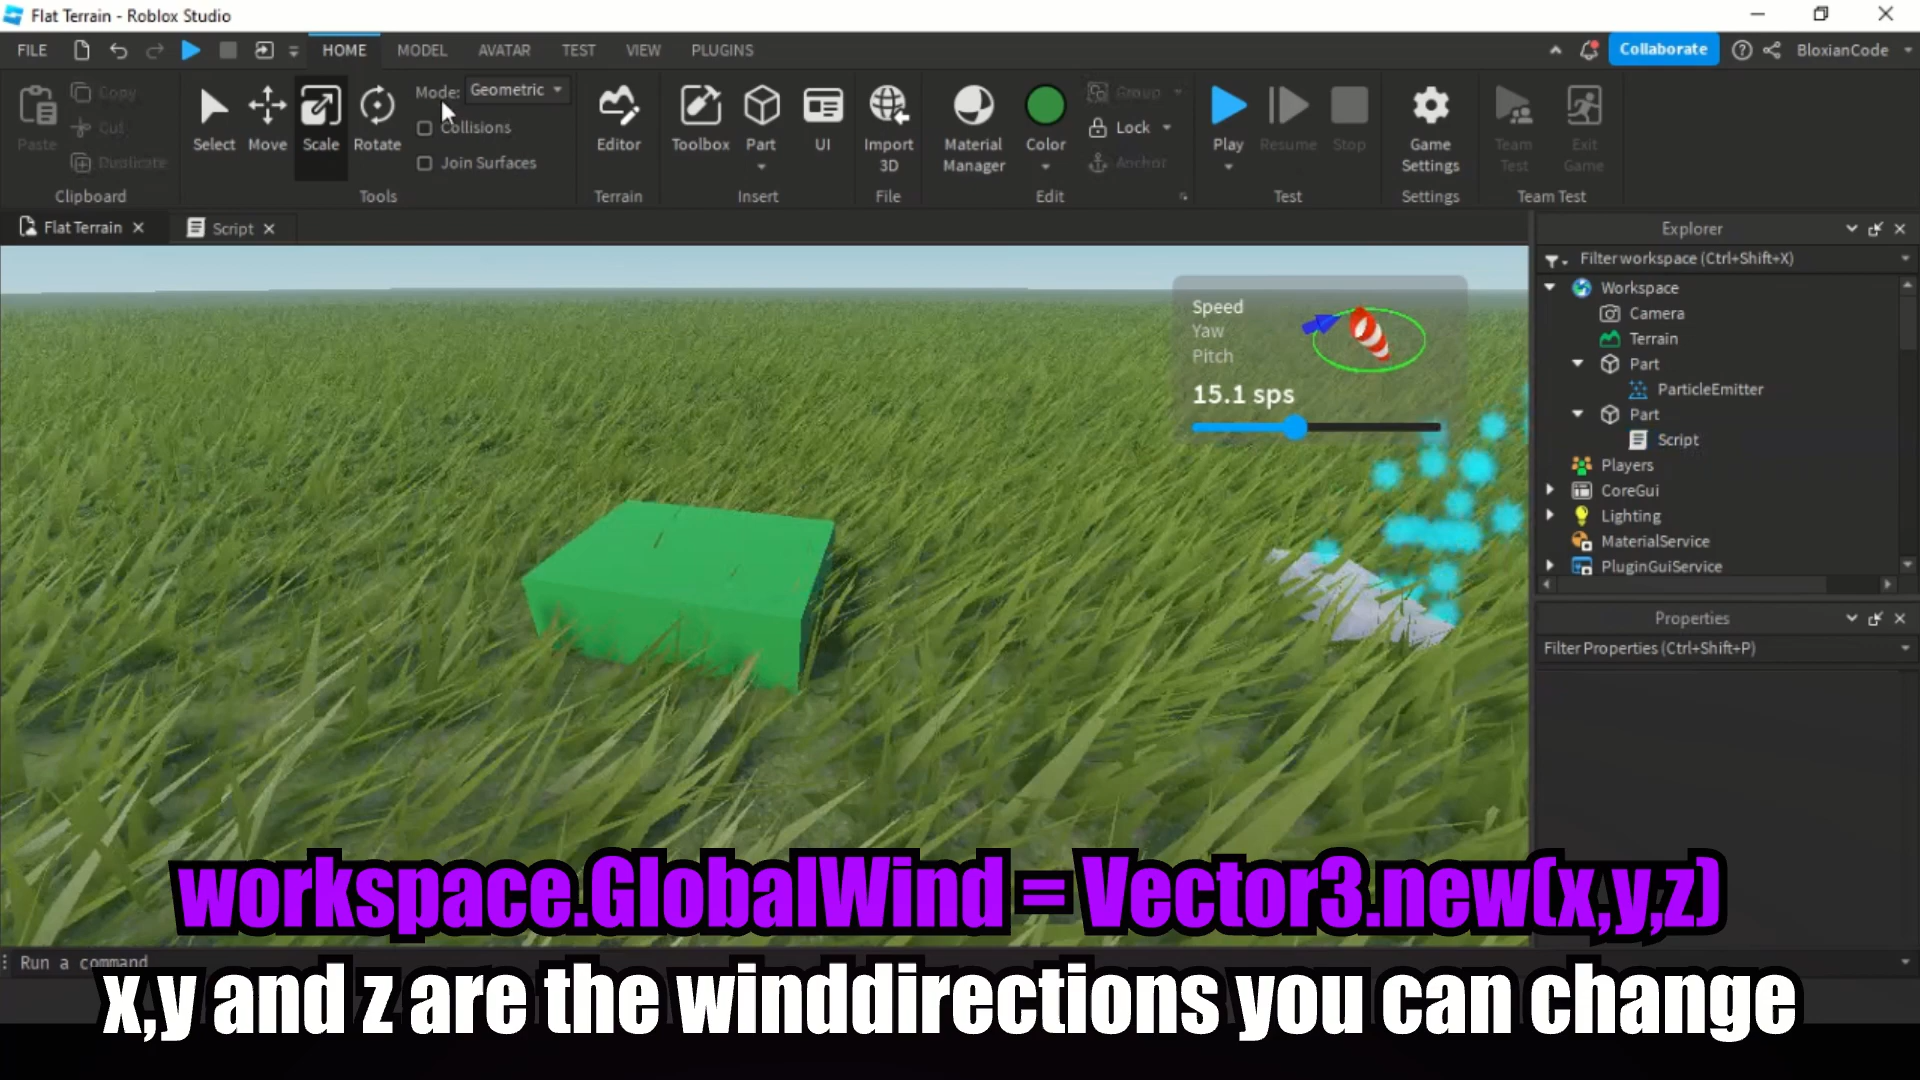 Flat Terrain - Roblox Studio
FILE HOME MODEL AVATAR TEST VIEW PLUGINS Collaborate BloxianCode
Paste Copy Cut Duplicate
Clipboard
Select Move Scale Rotate
Mode: Geometric
Collisions
Join Surfaces
Tools
Editor
Terrain
Toolbox Part UI
Insert
Import
3D
File
Material
Manager
Color
Group
Lock
Anchor
Edit
Play Resume Stop
Test
Game
Settings
Settings
Team
Test
Exit
Game
Team Test
Flat Terrain Script
Speed
Yaw
Pitch
15.1 sps
Explorer
Filter workspace (Ctrl+Shift+X)
Workspace
Camera
Terrain
Part
ParticleEmitter
Part
Script
Players
CoreGui
Lighting
MaterialService
PluginGuiService
Properties
Filter Properties (Ctrl+Shift+P)
workspace.GlobalWind = Vector3.new(x,y,z)
Run a command
x,y and z are the winddirections you can change